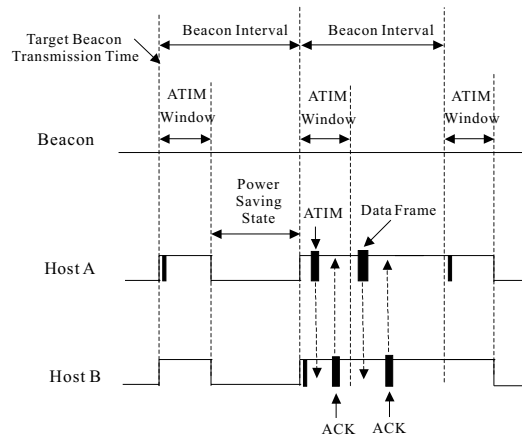 Beacon Interval
Beacon Interval
Target Beacon
Transmission Time
ATIM
Window
ATIM
Window
ATIM
Window
Beacon
Power
Saving
State
ATIM
Data Frame
Host A
Host B
ACK
ACK